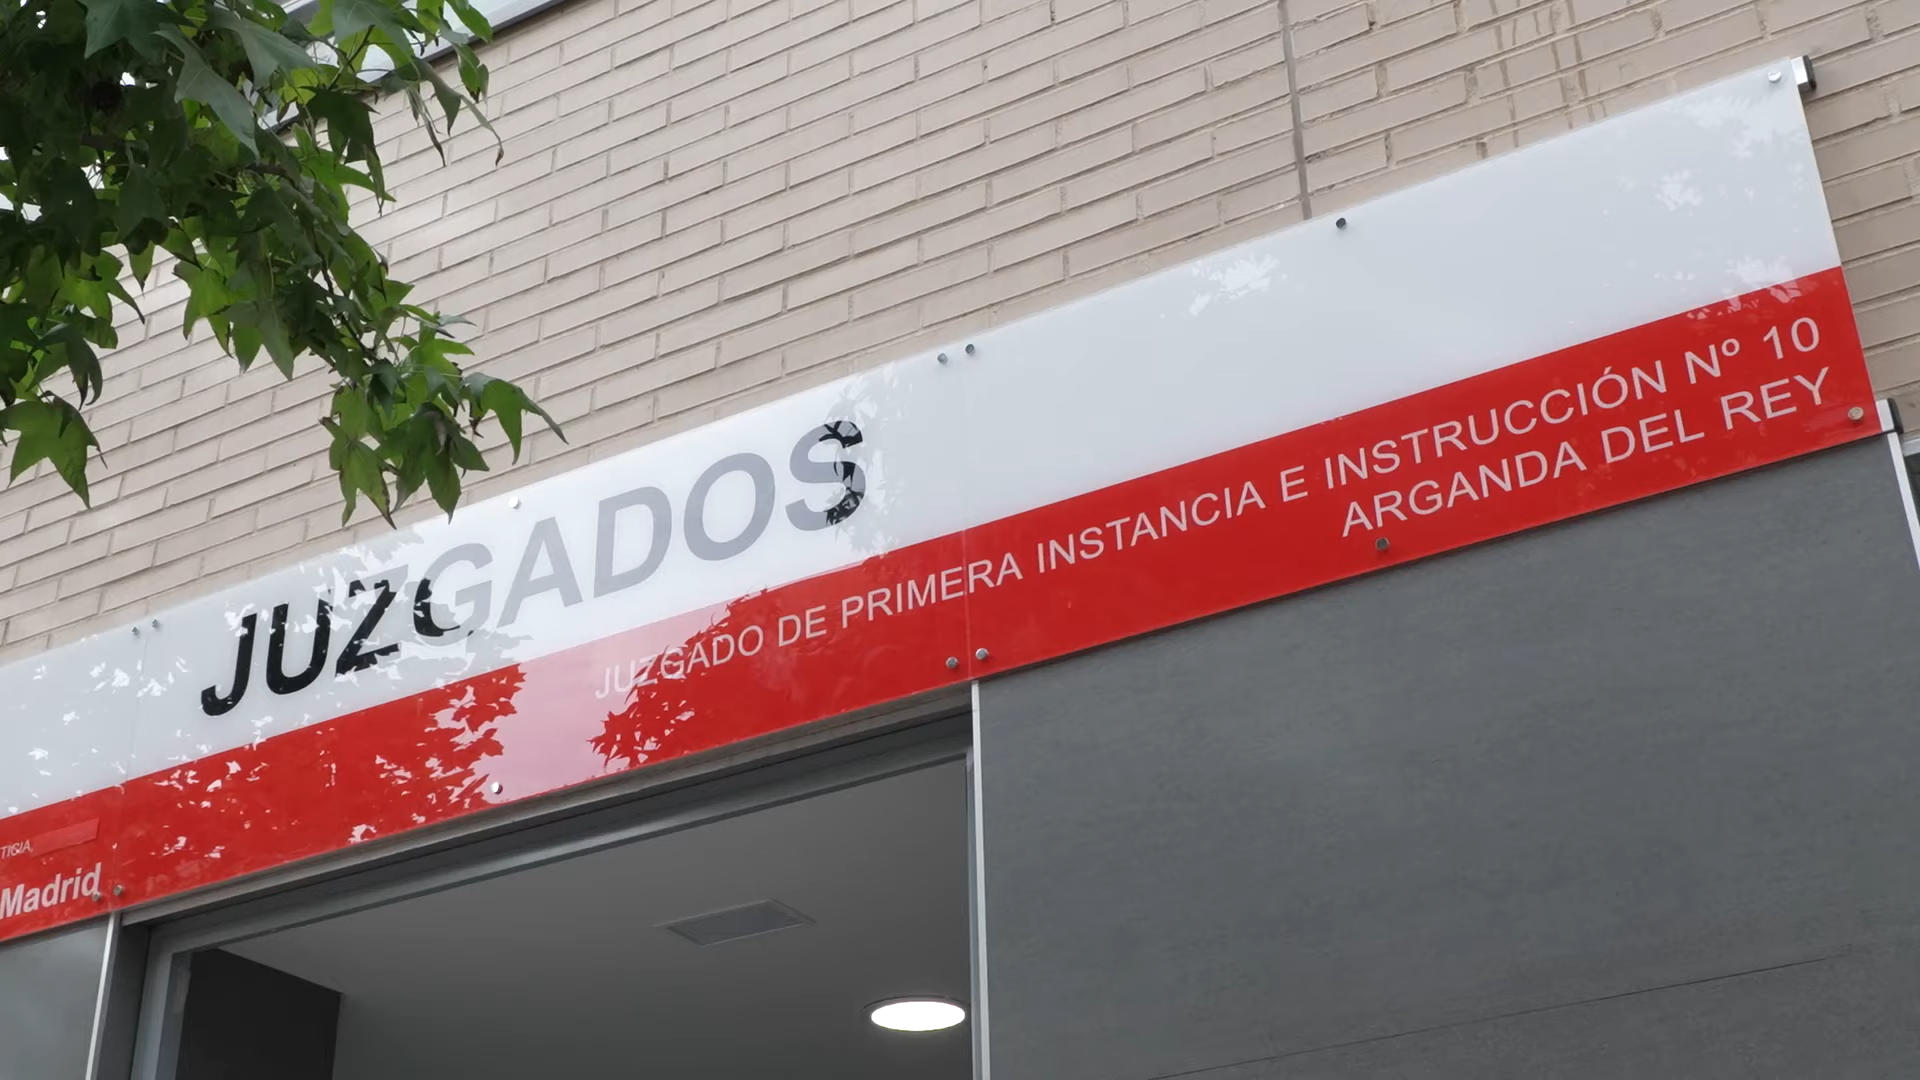 JUZGADOS
JUZGADO DE PRIMERA INSTANCIA E INSTRUCCIÓN Nº 10
ARGANDA DEL REY
Madrid